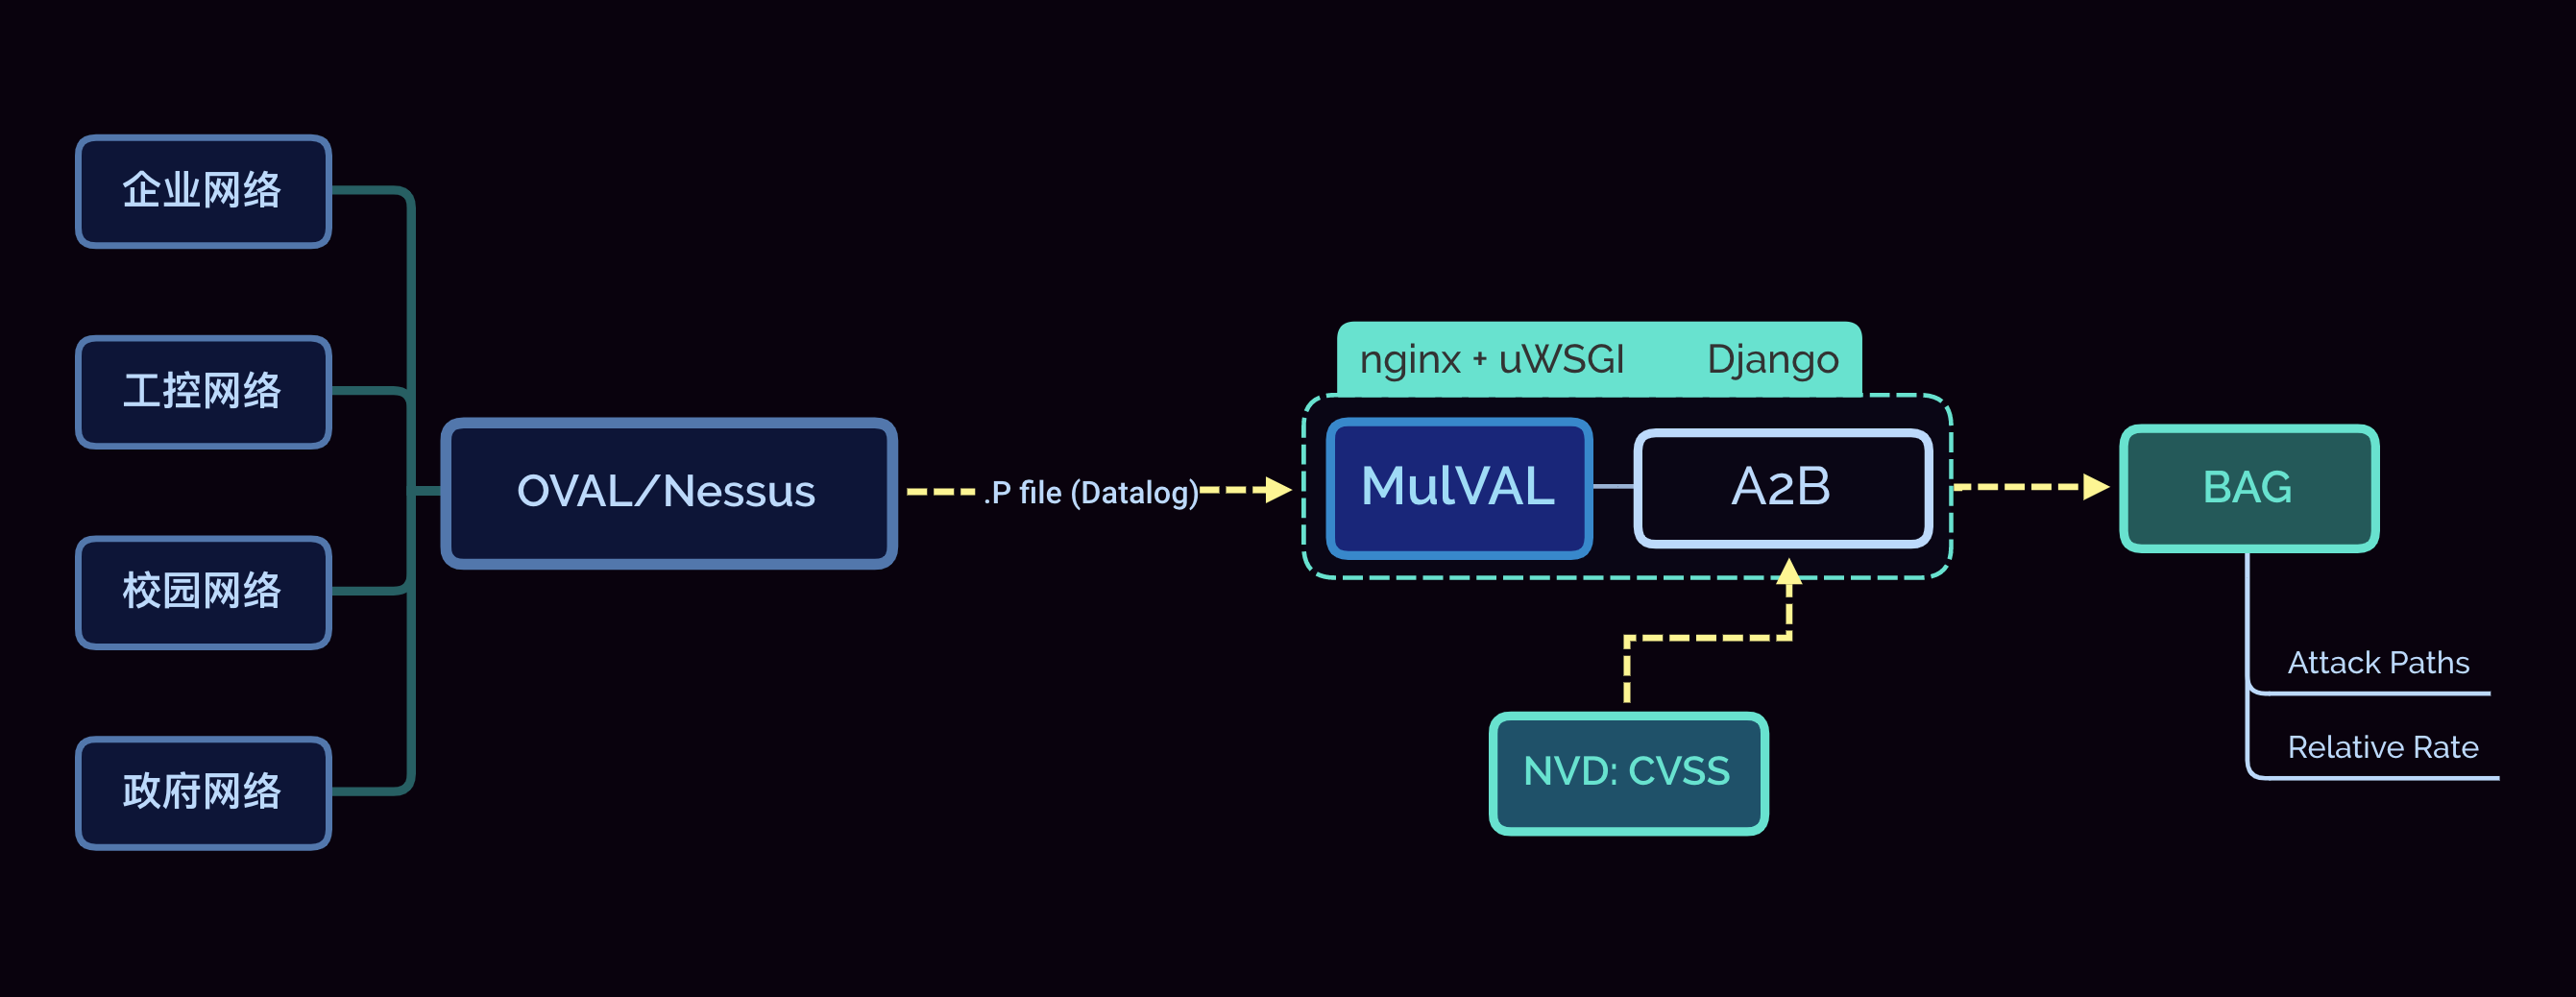 企业网络
工控网络
校园网络
政府网络
OVAL/Nessus
.P file (Datalog)
nginx + uWSGI
Django
MulVAL
A2B
NVD: CVSS
BAG
Attack Paths
Relative Rate